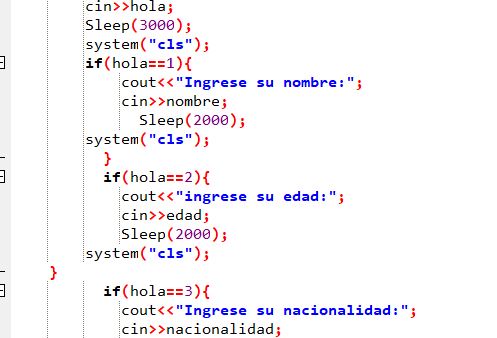 cin>>hola;
Sleep(3000);
system("cls");
if(hola==1){
cout<<"Ingrese su nombre:";
cin>>nombre;
Sleep(2000);
system("cls");
}
if(hola==2){
cout<<"ingrese su edad:";
cin>>edad;
Sleep(2000);
system("cls");
}
if(hola==3){
cout<<"Ingrese su nacionalidad:";
cin>>nacionalidad;